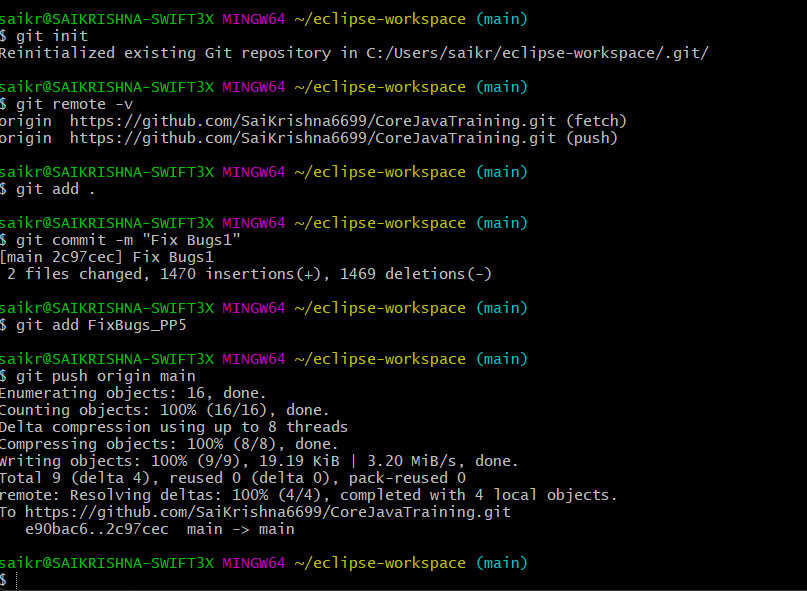 saikr@SAIKRISHNA-SWIFT3X MINGW64 ~/eclipse-workspace (main)
$ git init
Reinitialized existing Git repository in C:/Users/saikr/eclipse-workspace/.git/
saikr@SAIKRISHNA-SWIFT3X MINGW64 ~/eclipse-workspace (main)
$ git remote -v
origin  https://github.com/SaiKrishna6699/CoreJavaTraining.git (fetch)
origin  https://github.com/SaiKrishna6699/CoreJavaTraining.git (push)
saikr@SAIKRISHNA-SWIFT3X MINGW64 ~/eclipse-workspace (main)
$ git add .
saikr@SAIKRISHNA-SWIFT3X MINGW64 ~/eclipse-workspace (main)
$ git commit -m "Fix Bugs1"
[main 2c97cec] Fix Bugs1
 2 files changed, 1470 insertions(+), 1469 deletions(-)
saikr@SAIKRISHNA-SWIFT3X MINGW64 ~/eclipse-workspace (main)
$ git add FixBugs_PP5
saikr@SAIKRISHNA-SWIFT3X MINGW64 ~/eclipse-workspace (main)
$ git push origin main
Enumerating objects: 16, done.
Counting objects: 100% (16/16), done.
Delta compression using up to 8 threads
Compressing objects: 100% (8/8), done.
Writing objects: 100% (9/9), 19.19 KiB | 3.20 MiB/s, done.
Total 9 (delta 4), reused 0 (delta 0), pack-reused 0
remote: Resolving deltas: 100% (4/4), completed with 4 local objects.
To https://github.com/SaiKrishna6699/CoreJavaTraining.git
   e90bac6..2c97cec  main -> main
saikr@SAIKRISHNA-SWIFT3X MINGW64 ~/eclipse-workspace (main)
$